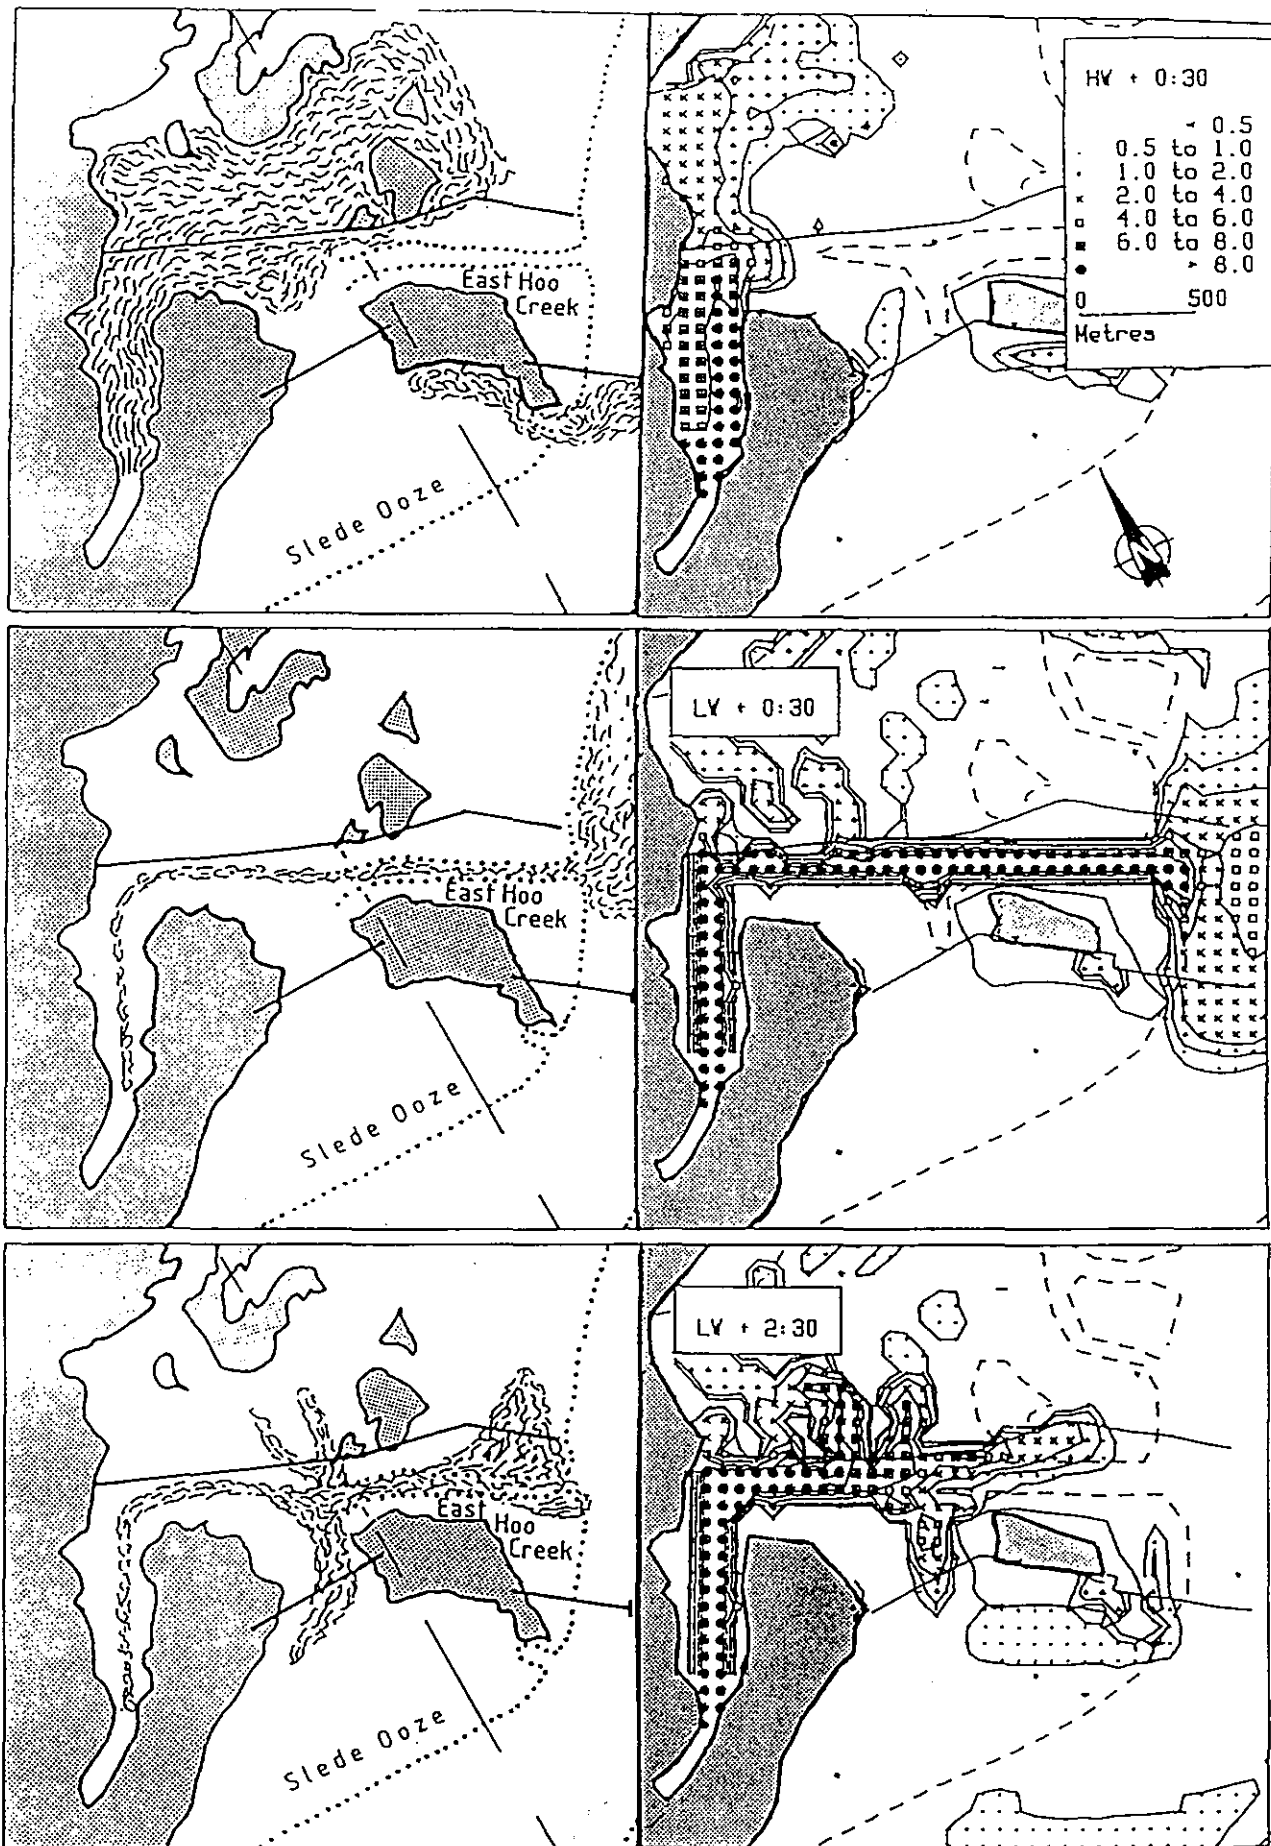 East Hoo
Creek
Slede Ooze
HW + 0:30
< 0.5
0.5 to 1.0
1.0 to 2.0
2.0 to 4.0
4.0 to 6.0
6.0 to 8.0
> 8.0
0 500
Metres
N
East Hoo
Creek
Slede Ooze
LW + 0:30
East Hoo
Creek
Slede Ooze
LW + 2:30